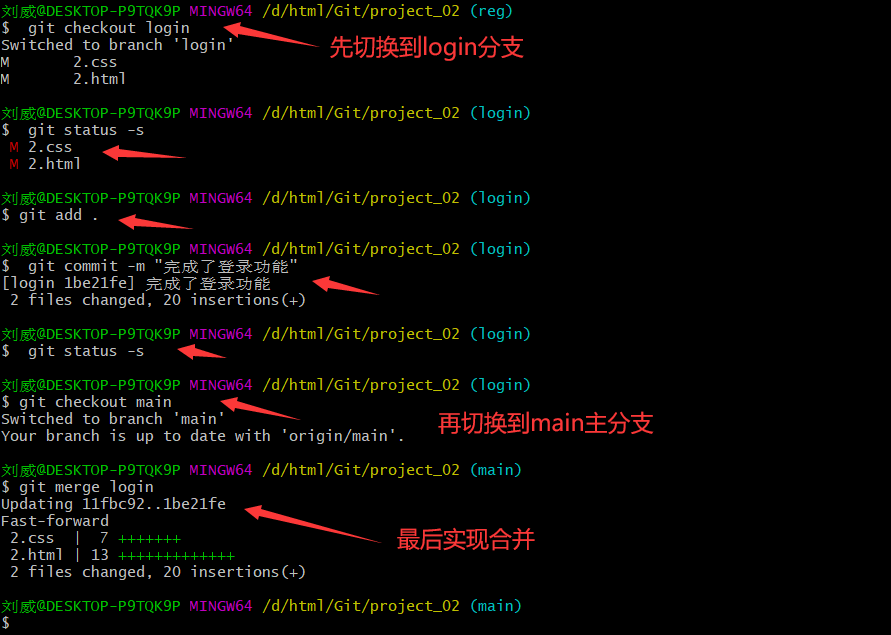 刘威@DESKTOP-P9TQK9P MINGW64 /d/html/Git/project_02 (reg)
$  git checkout login
Switched to branch 'login'
先切换到login分支
M       2.css
M       2.html
刘威@DESKTOP-P9TQK9P MINGW64 /d/html/Git/project_02 (login)
$  git status -s
 M 2.css
 M 2.html
刘威@DESKTOP-P9TQK9P MINGW64 /d/html/Git/project_02 (login)
$ git add .
刘威@DESKTOP-P9TQK9P MINGW64 /d/html/Git/project_02 (login)
$  git commit -m "完成了登录功能"
[login 1be21fe] 完成了登录功能
 2 files changed, 20 insertions(+)
刘威@DESKTOP-P9TQK9P MINGW64 /d/html/Git/project_02 (login)
$  git status -s
刘威@DESKTOP-P9TQK9P MINGW64 /d/html/Git/project_02 (login)
$ git checkout main
Switched to branch 'main'
再切换到main主分支
Your branch is up to date with 'origin/main'.
刘威@DESKTOP-P9TQK9P MINGW64 /d/html/Git/project_02 (main)
$ git merge login
Updating 11fbc92..1be21fe
Fast-forward
最后实现合并
 2.css  |  7 +++++++
 2.html | 13 +++++++++++++
 2 files changed, 20 insertions(+)
刘威@DESKTOP-P9TQK9P MINGW64 /d/html/Git/project_02 (main)
$